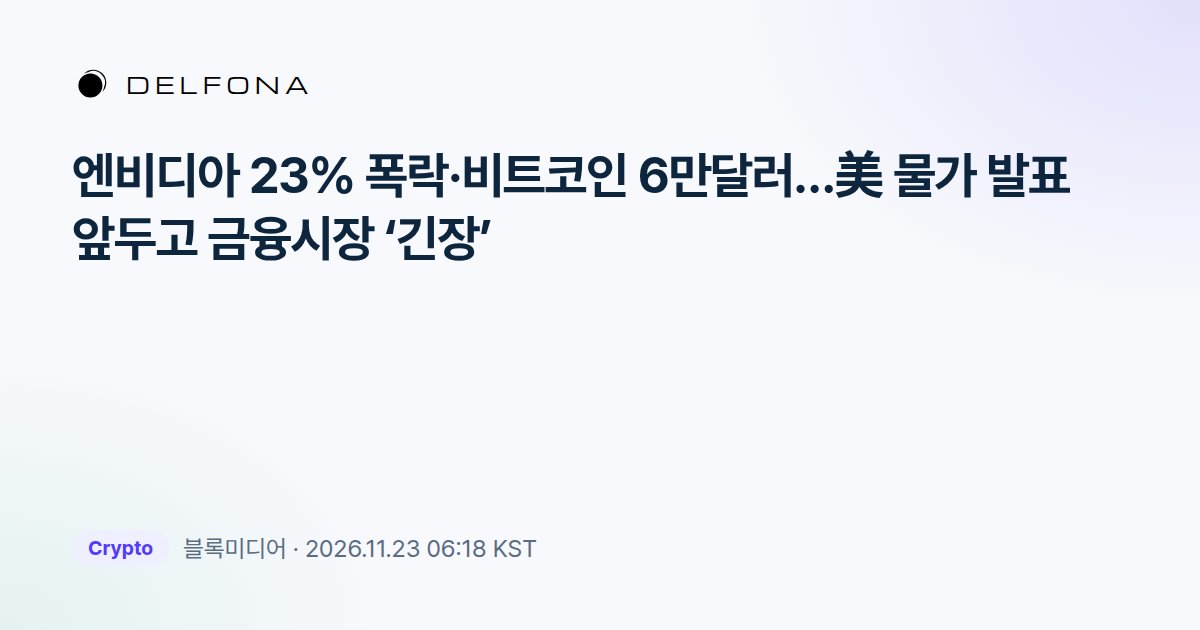 DELFONA
엔비디아 23% 폭락·비트코인 6만달러…美 물가 발표
앞두고 금융시장 ‘긴장’
Crypto 블록미디어 · 2026.11.23 06:18 KST